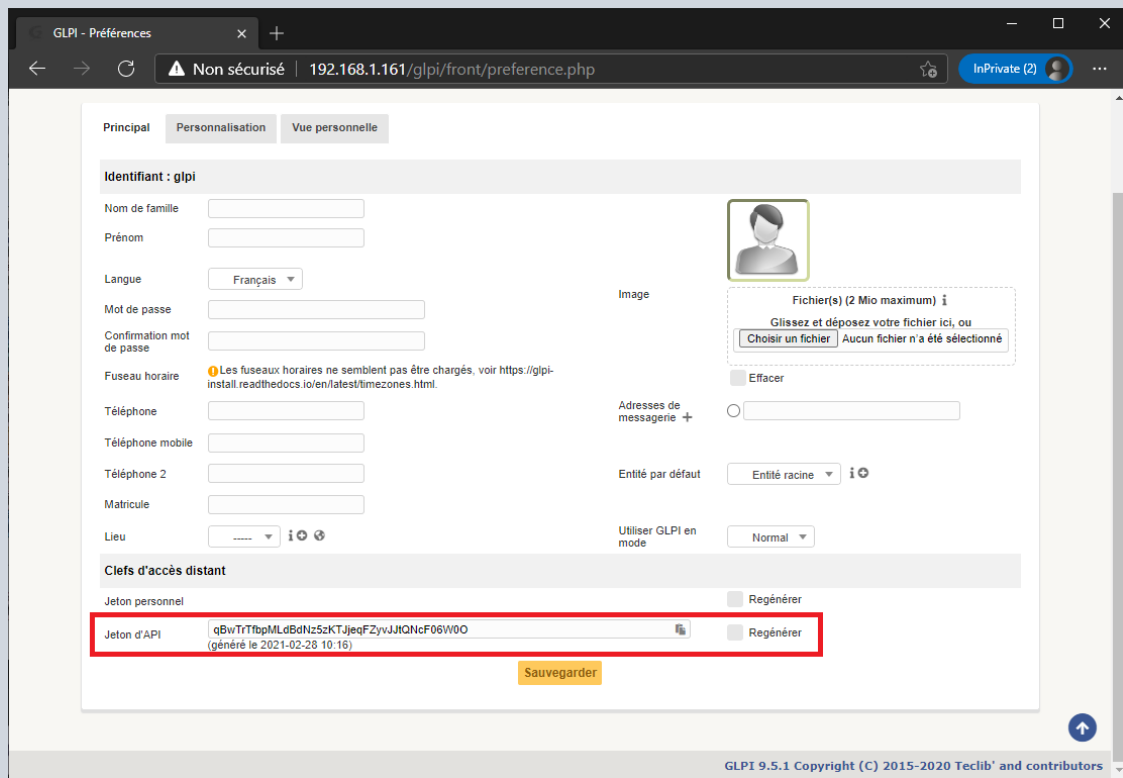 GLPI - Préférences
Non sécurisé 192.168.1.161/glpi/front/preference.php
InPrivate (2)
Principal Personnalisation Vue personnelle
Identifiant : glpi
Nom de famille
Prénom
Langue Français
Mot de passe
Confirmation mot
de passe
Fuseau horaire Les fuseaux horaires ne semblent pas être chargés, voir https://glpi-
install.readthedocs.io/en/latest/timezones.html.
Image
Fichier(s) (2 Mio maximum)
Glissez et déposez votre fichier ici, ou
Choisir un fichier Aucun fichier n'a été sélectionné
Effacer
Téléphone
Adresses de
messagerie
Téléphone mobile
Téléphone 2
Entité par défaut Entité racine
Matricule
Lieu -----
Utiliser GLPI en
mode Normal
Clefs d'accès distant
Jeton personnel Regénérer
Jeton d'API qBwTrTfbpMLdBdNz5zKTJjeqFZyvJJtQNcF06W0O Regénérer
(généré le 2021-02-28 10:16)
Sauvegarder
GLPI 9.5.1 Copyright (C) 2015-2020 Teclib' and contributors